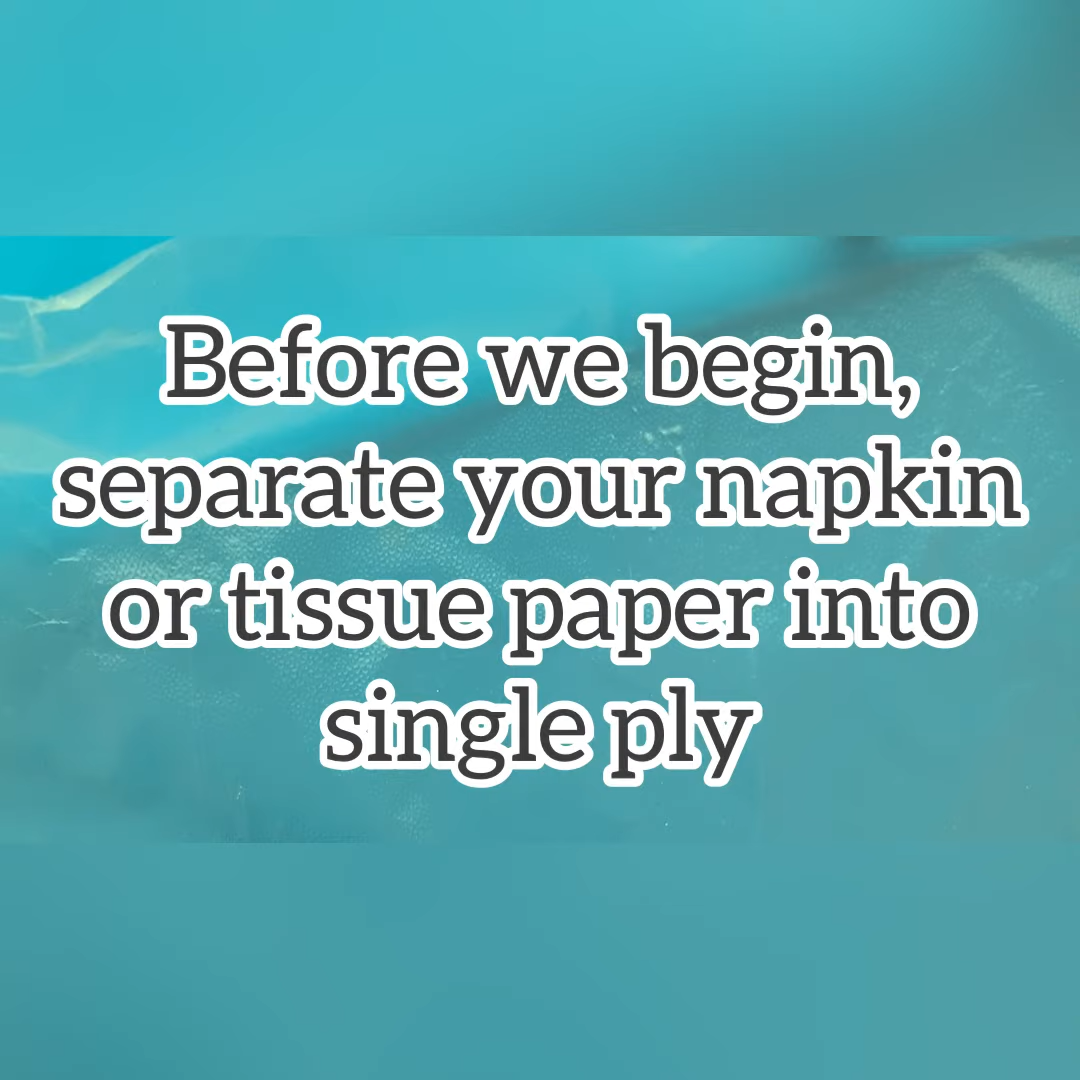 Before we begin,
separate your napkin
or tissue paper into
single ply